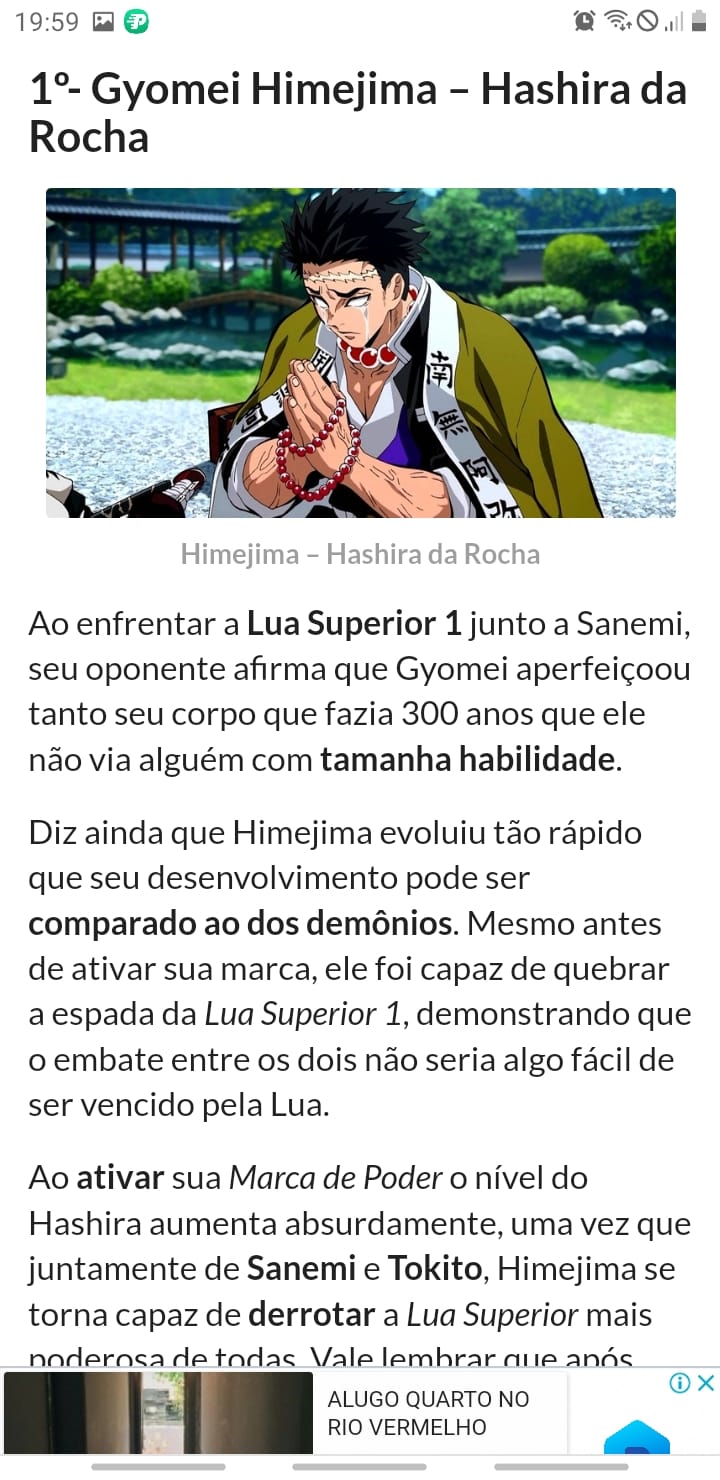 19:59
1º- Gyomei Himejima – Hashira da
Rocha
南
無
阿
弥
阿
Himejima – Hashira da Rocha
Ao enfrentar a Lua Superior 1 junto a Sanemi,
seu oponente afirma que Gyomei aperfeiçoou
tanto seu corpo que fazia 300 anos que ele
não via alguém com tamanha habilidade.
Diz ainda que Himejima evoluiu tão rápido
que seu desenvolvimento pode ser
comparado ao dos demônios. Mesmo antes
de ativar sua marca, ele foi capaz de quebrar
a espada da Lua Superior 1, demonstrando que
o embate entre os dois não seria algo fácil de
ser vencido pela Lua.
Ao ativar sua Marca de Poder o nível do
Hashira aumenta absurdamente, uma vez que
juntamente de Sanemi e Tokito, Himejima se
torna capaz de derrotar a Lua Superior mais
poderosa de todas. Vale lembrar que após
ALUGO QUARTO NO
RIO VERMELHO